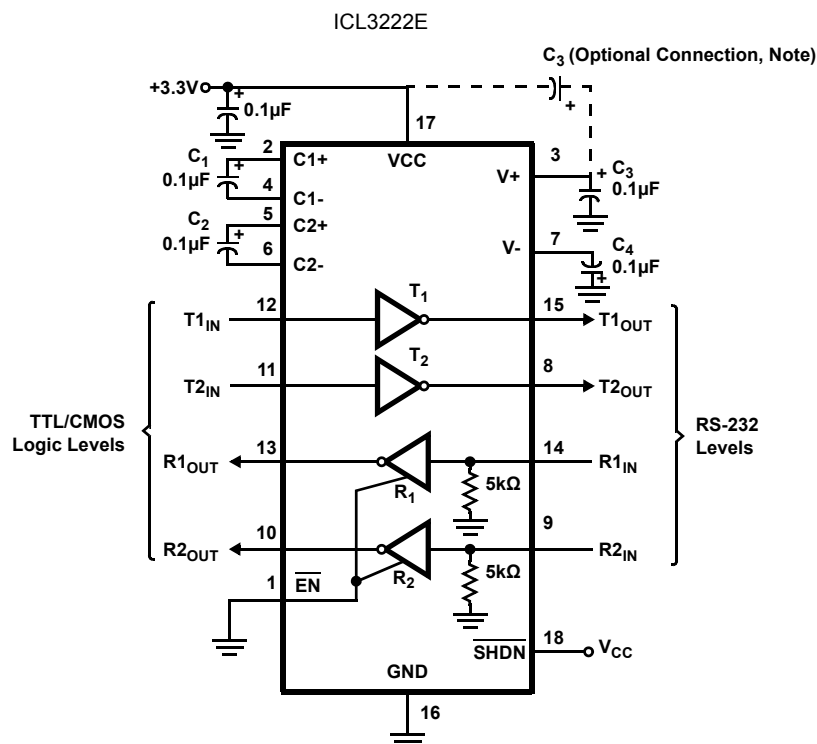 ICL3222E
C3 (Optional Connection, Note)
+3.3V
+
0.1µF
+
17
2
C1+
VCC
3
C1
0.1µF
+
V+
+
C3
0.1µF
4
C1-
5
C2
0.1µF
+
C2+
7
6
C2-
V-
C4
0.1µF
+
T1IN
12
T1
15
T1OUT
T2IN
11
T2
8
T2OUT
TTL/CMOS
Logic Levels
RS-232
Levels
R1OUT
13
R1
5kΩ
14
R1IN
R2OUT
10
R2
5kΩ
9
R2IN
1
EN
SHDN
18
VCC
GND
16